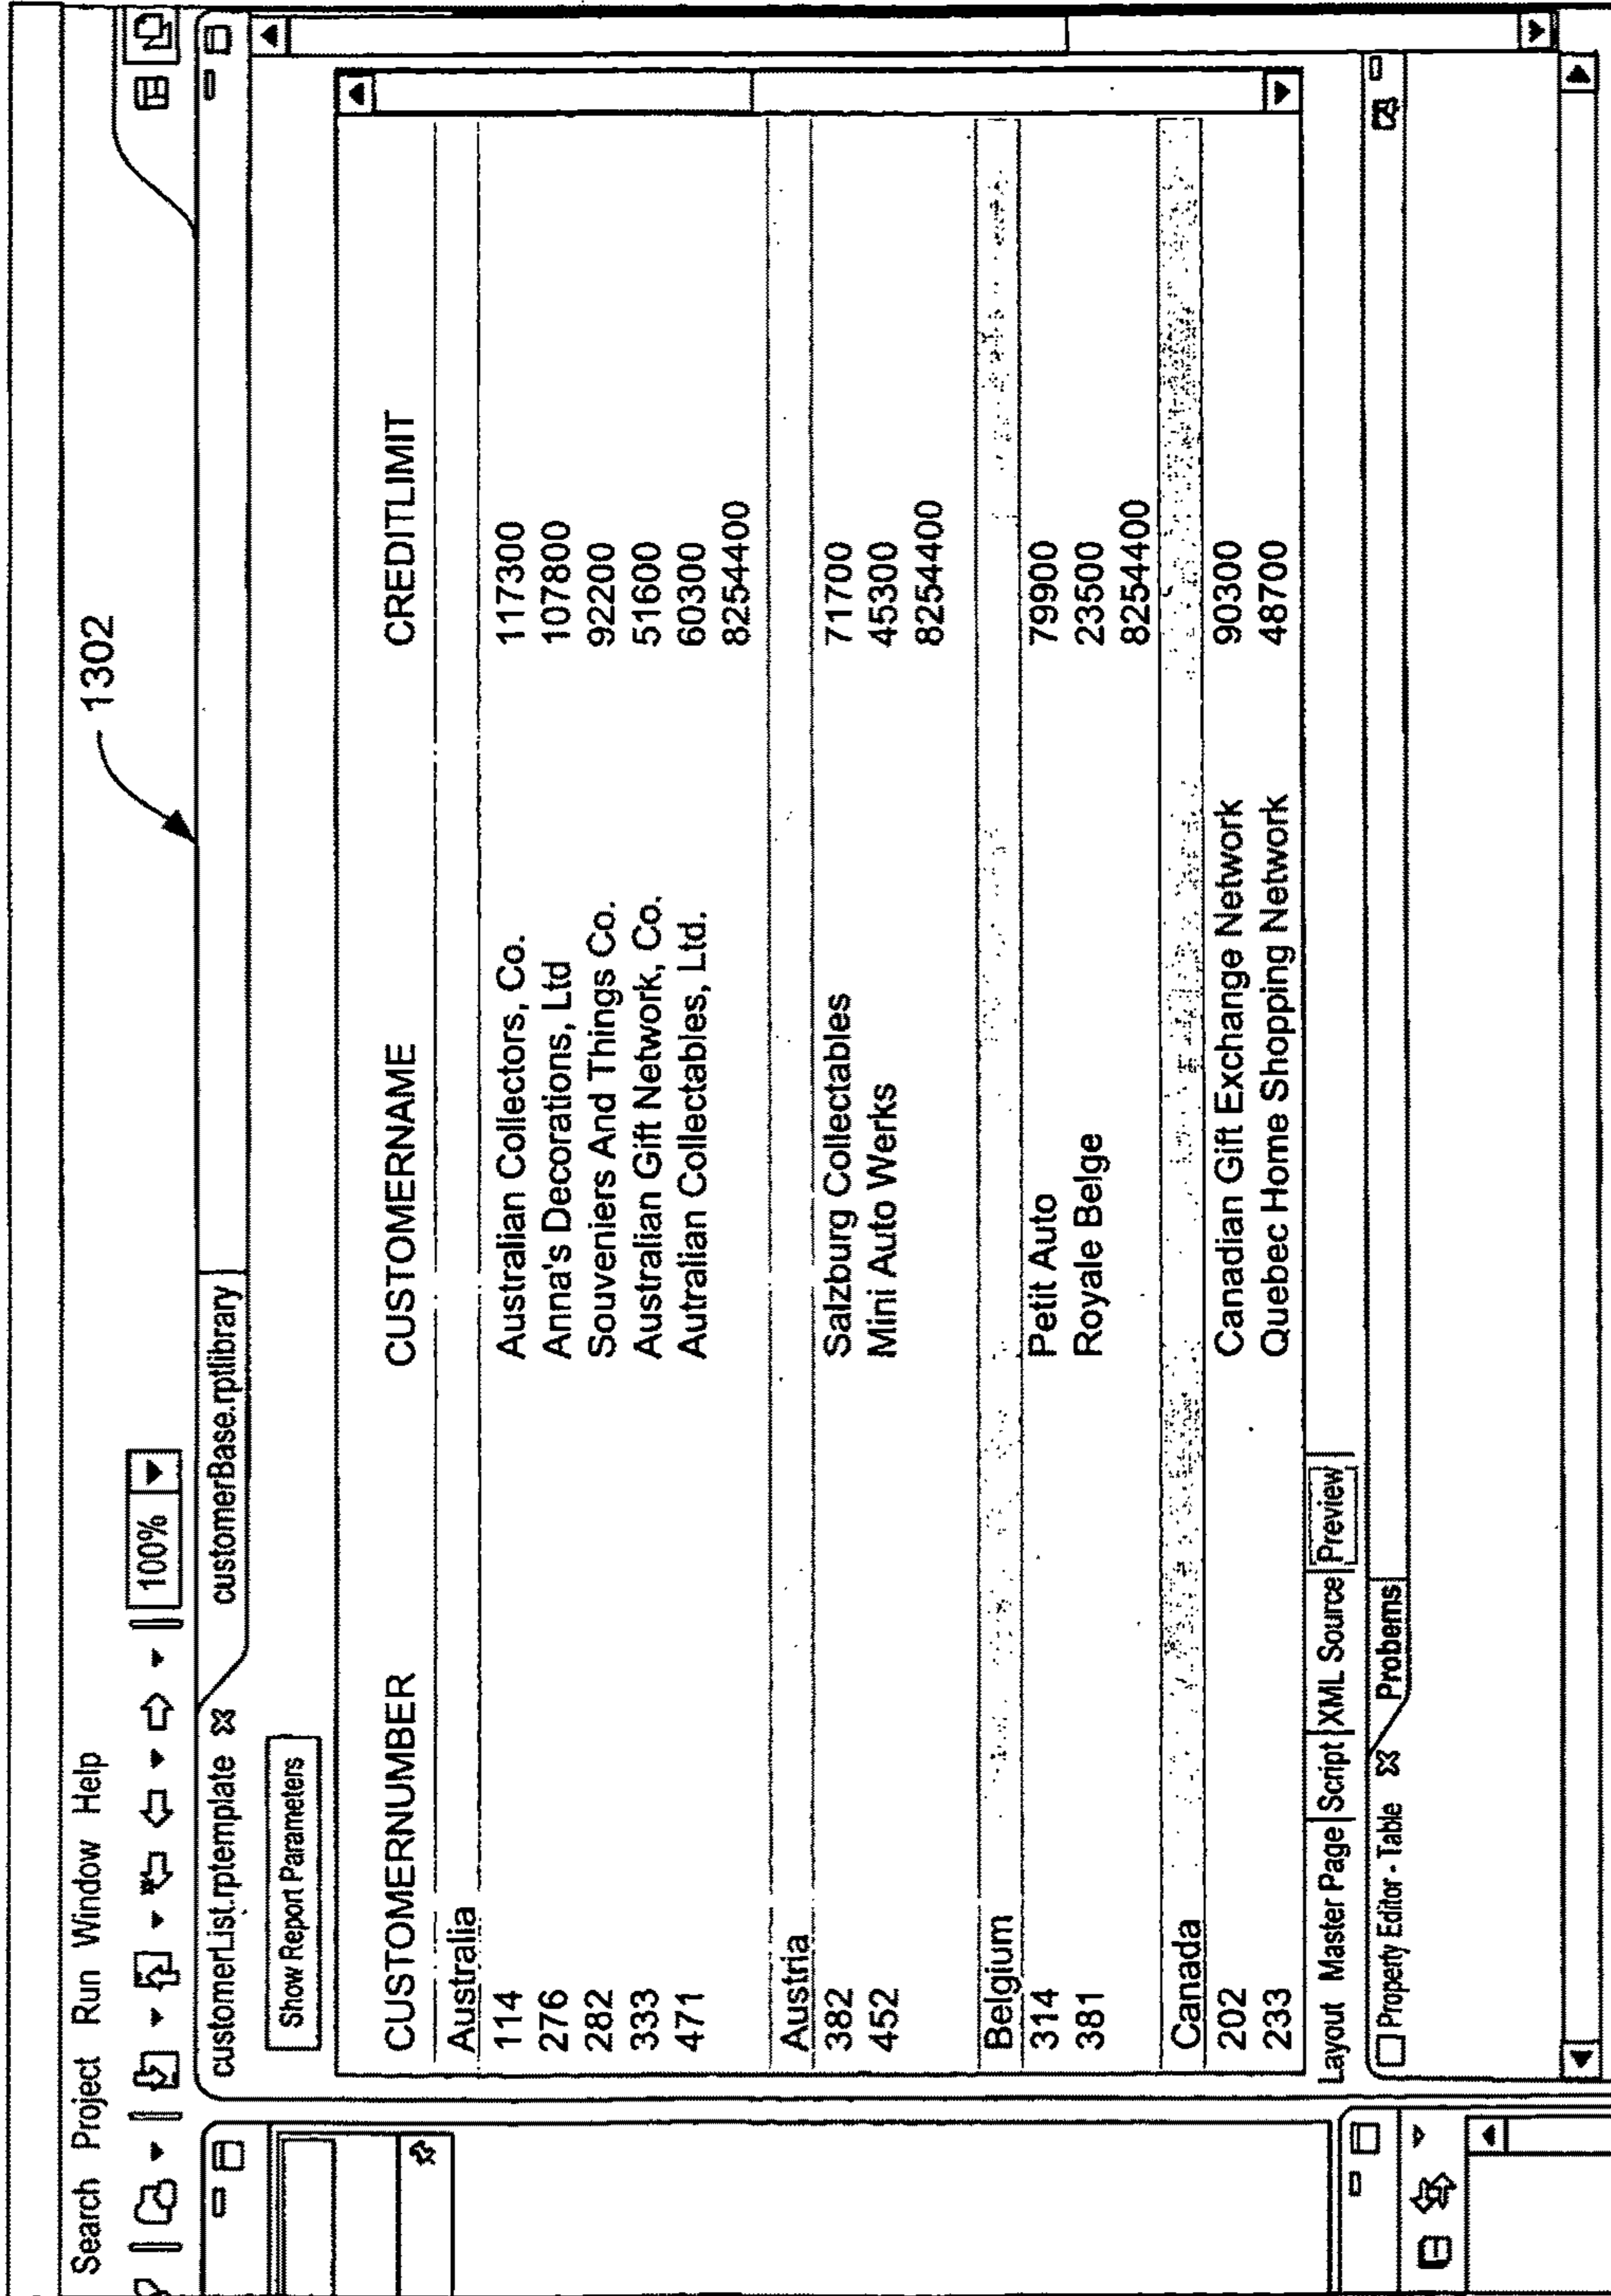 1302
Search Project Run Window Help
100%
customerList.rptemplate customerBase.rptlibrary
Show Report Parameters
CUSTOMERNUMBER CUSTOMERNAME CREDITLIMIT
Australia
114 Australian Collectors, Co. 117300
276 Anna's Decorations, Ltd 107800
282 Souveniers And Things Co. 92200
333 Australian Gift Network, Co. 51600
471 Autralian Collectables, Ltd. 60300
8254400
Austria
382 Salzburg Collectables 71700
452 Mini Auto Werks 45300
8254400
Belgium
314 Petit Auto 79900
381 Royale Belge 23500
8254400
Canada
202 Canadian Gift Exchange Network 90300
233 Quebec Home Shopping Network 48700
Layout Master Page Script XML Source Preview
Property Editor - Table Probems